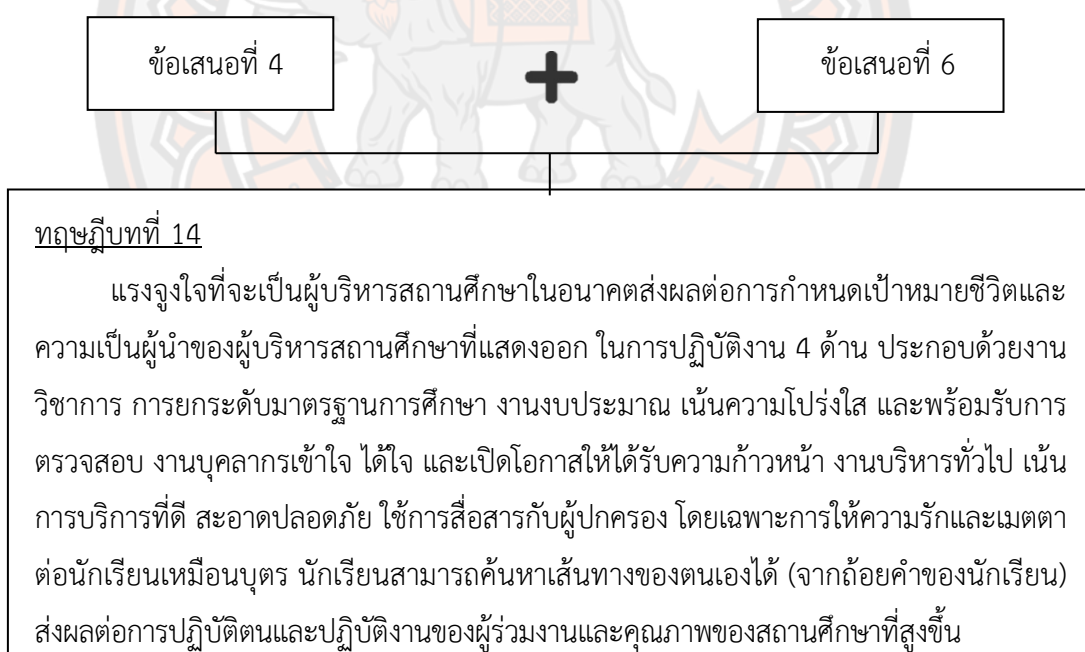 ข้อเสนอที่ 4
+
ข้อเสนอที่ 6
ทฤษฎีบทที่ 14
แรงจูงใจที่จะเป็นผู้บริหารสถานศึกษาในอนาคตส่งผลต่อการกำหนดเป้าหมายชีวิตและ
ความเป็นผู้นำของผู้บริหารสถานศึกษาที่แสดงออก ในการปฏิบัติงาน 4 ด้าน ประกอบด้วยงาน
วิชาการ การยกระดับมาตรฐานการศึกษา งานงบประมาณ เน้นความโปร่งใส และพร้อมรับการ
ตรวจสอบ งานบุคลากรเข้าใจ ได้ใจ และเปิดโอกาสให้ได้รับความก้าวหน้า งานบริหารทั่วไป เน้น
การบริการที่ดี สะอาดปลอดภัย ใช้การสื่อสารกับผู้ปกครอง โดยเฉพาะการให้ความรักและเมตตา
ต่อนักเรียนเหมือนบุตร นักเรียนสามารถค้นหาเส้นทางของตนเองได้ (จากถ้อยคำของนักเรียน)
ส่งผลต่อการปฏิบัติตนและปฏิบัติงานของผู้ร่วมงานและคุณภาพของสถานศึกษาที่สูงขึ้น